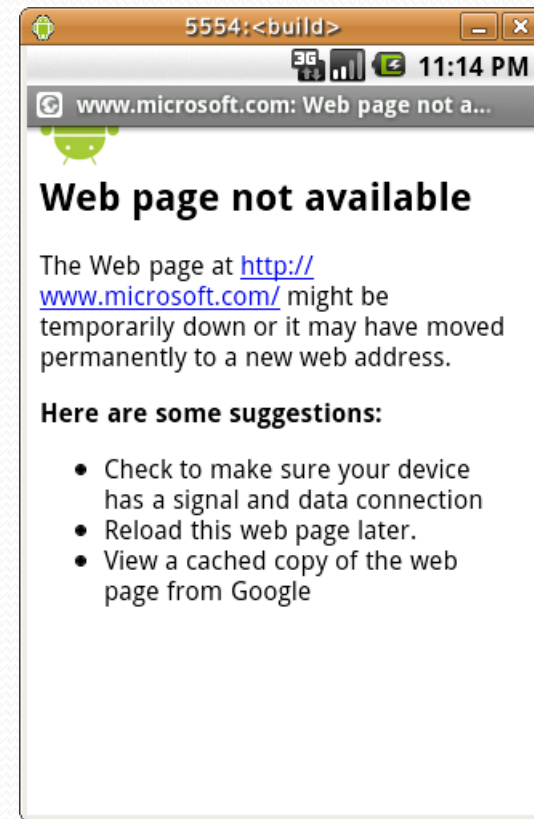 5554:<build>
3G 11:14 PM
www.microsoft.com: Web page not a...
Web page not available
The Web page at http://
www.microsoft.com/ might be
temporarily down or it may have moved
permanently to a new web address.
Here are some suggestions:
• Check to make sure your device
has a signal and data connection
• Reload this web page later.
• View a cached copy of the web
page from Google